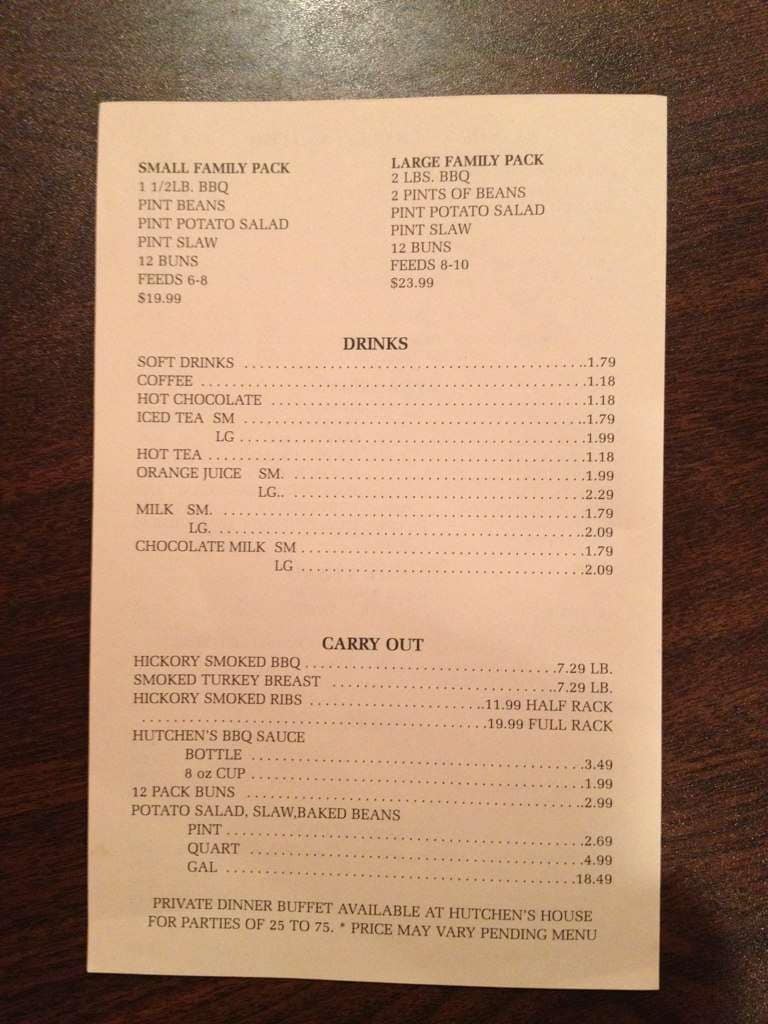 SMALL FAMILY PACK
1 1/2LB. BBQ
PINT BEANS
PINT POTATO SALAD
PINT SLAW
12 BUNS
FEEDS 6-8
$19.99
LARGE FAMILY PACK
2 LBS. BBQ
2 PINTS OF BEANS
PINT POTATO SALAD
PINT SLAW
12 BUNS
FEEDS 8-10
$23.99
DRINKS
SOFT DRINKS ..........1.79
COFFEE ..........1.18
HOT CHOCOLATE ..........1.18
ICED TEA SM ..........1.79
LG ..........1.99
HOT TEA ..........1.18
ORANGE JUICE SM. ..........1.99
LG.. ..........2.29
MILK SM. ..........1.79
LG. ..........2.09
CHOCOLATE MILK SM ..........1.79
LG ..........2.09
CARRY OUT
HICKORY SMOKED BBQ ..........7.29 LB.
SMOKED TURKEY BREAST ..........7.29 LB.
HICKORY SMOKED RIBS ..........11.99 HALF RACK
..........19.99 FULL RACK
HUTCHEN'S BBQ SAUCE
BOTTLE ..........3.49
8 oz CUP ..........1.99
12 PACK BUNS ..........2.99
POTATO SALAD, SLAW,BAKED BEANS
PINT ..........2.69
QUART ..........4.99
GAL ..........18.49
PRIVATE DINNER BUFFET AVAILABLE AT HUTCHEN'S HOUSE
FOR PARTIES OF 25 TO 75. * PRICE MAY VARY PENDING MENU